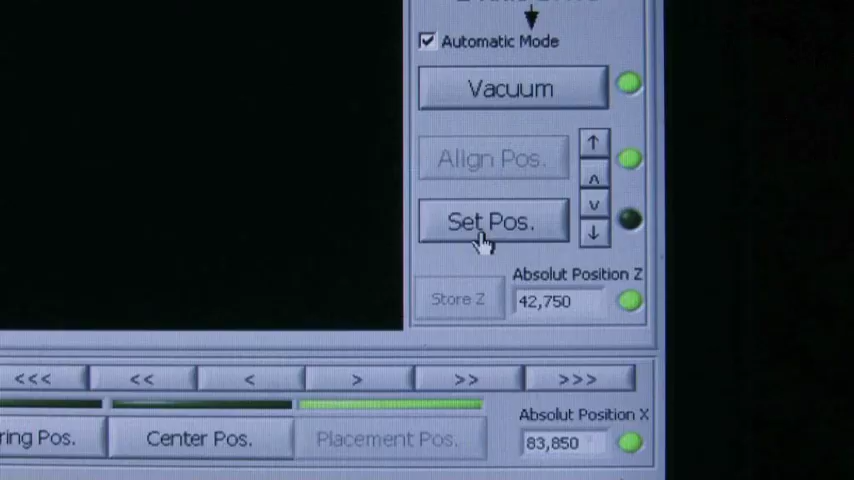 Automatic Mode
Vacuum
Align Pos.
Set Pos.
Absolut Position Z
Store Z
42,750
<<< << < > >> >>>
Absolut Position X
Pos. Center Pos. Placement Pos.
83,850